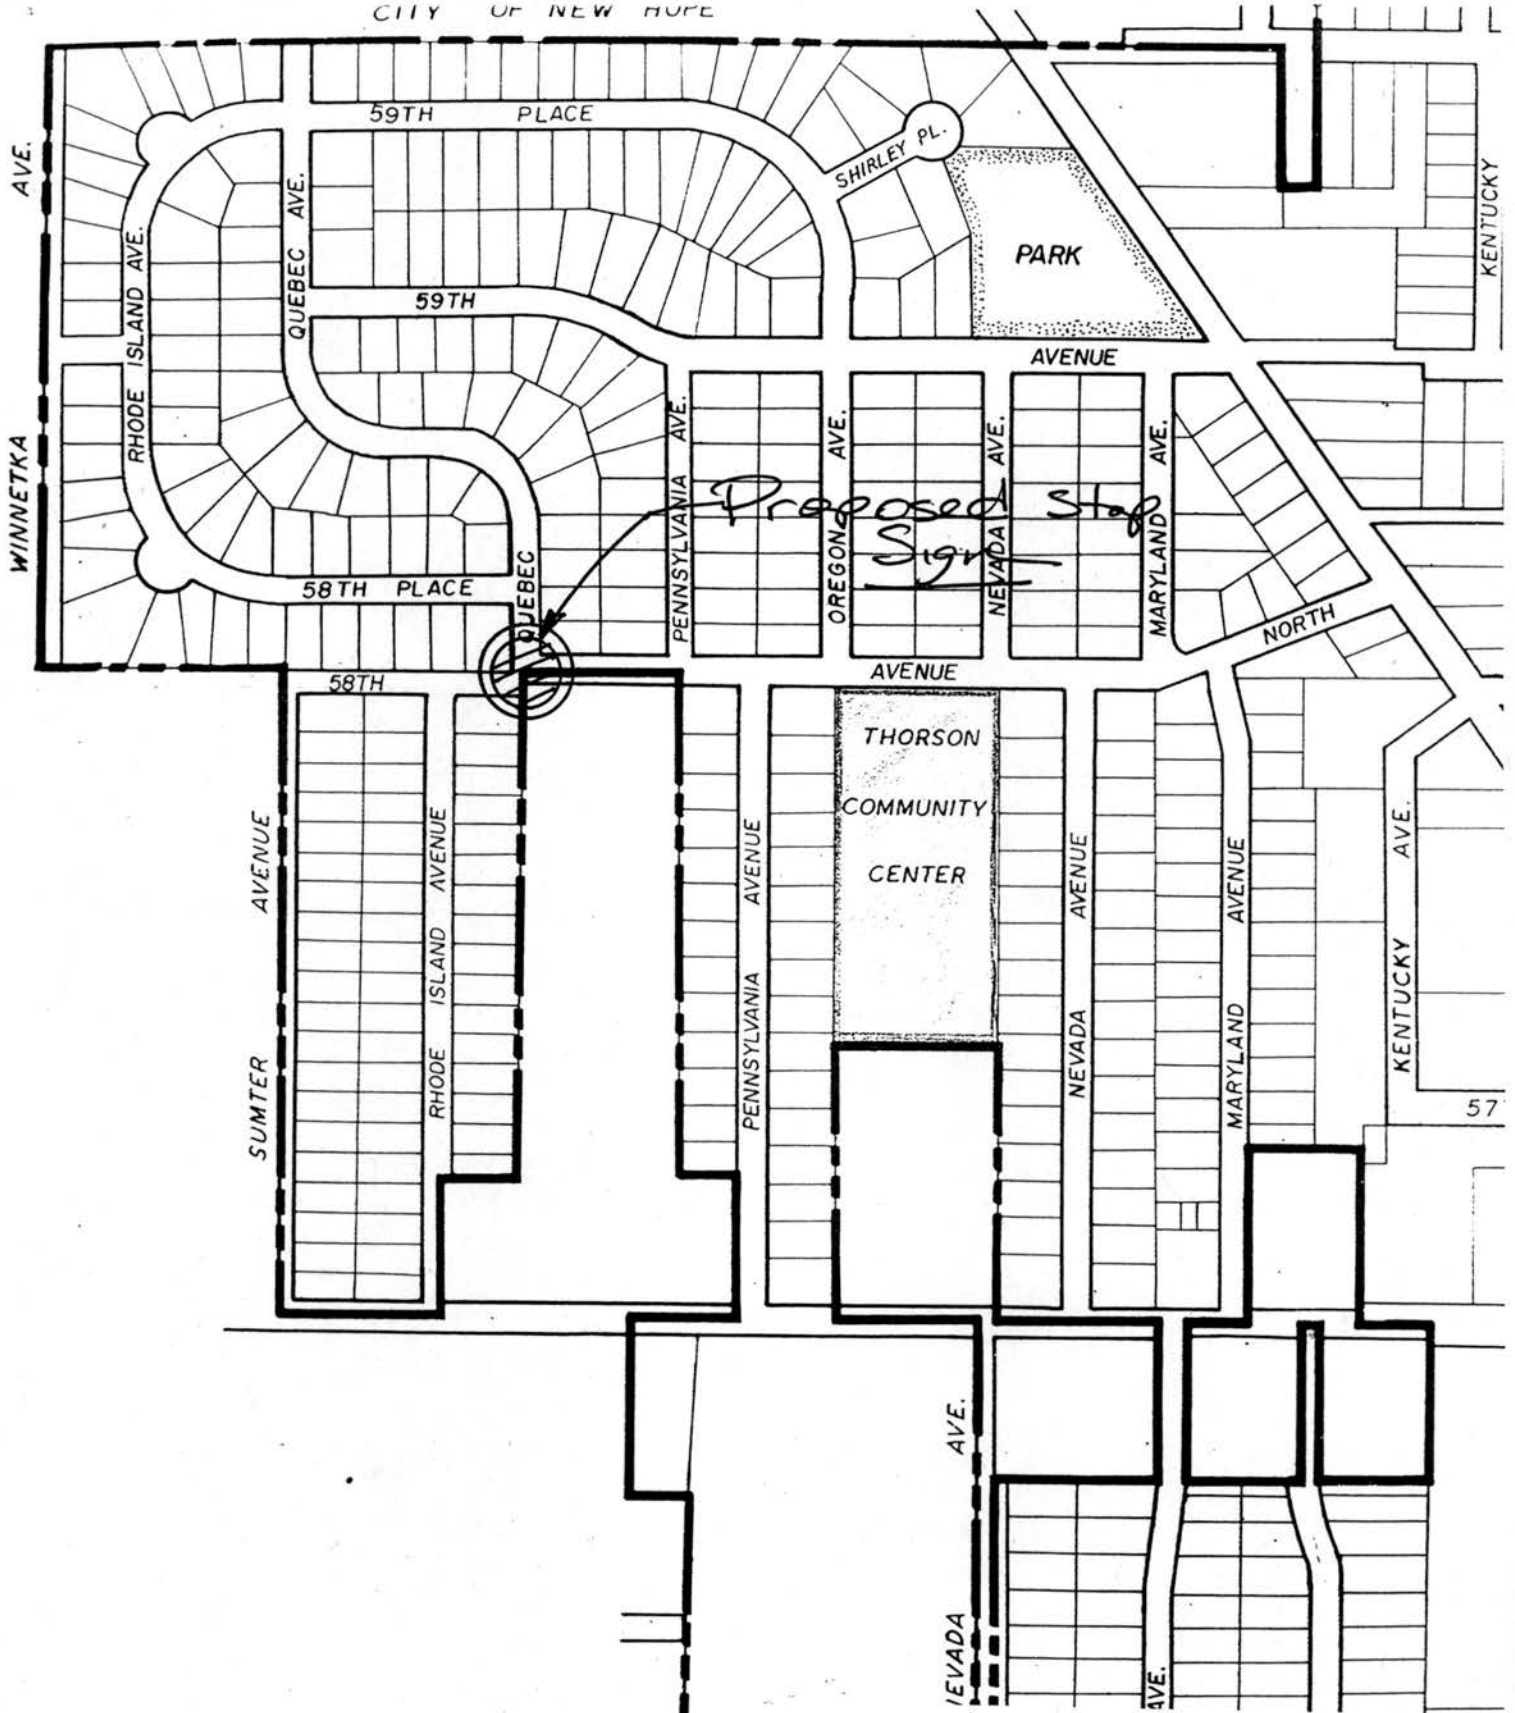 CITY OF NEW HOPE
59TH PLACE
SHIRLEY PL.
AVE.
WINNETKA
RHODE ISLAND AVE.
QUEBEC AVE.
PARK
KENTUCKY
59TH
AVENUE
PENNSYLVANIA AVE.
OREGON AVE.
NEVADA AVE.
MARYLAND AVE.
Proposed Stop
Sign
58TH PLACE
QUEBEC
NORTH
58TH
AVENUE
THORSON
COMMUNITY
CENTER
SUMTER AVENUE
RHODE ISLAND AVENUE
PENNSYLVANIA AVENUE
NEVADA AVENUE
MARYLAND AVENUE
KENTUCKY AVE.
57
AVE.
IEVADA
AVE.